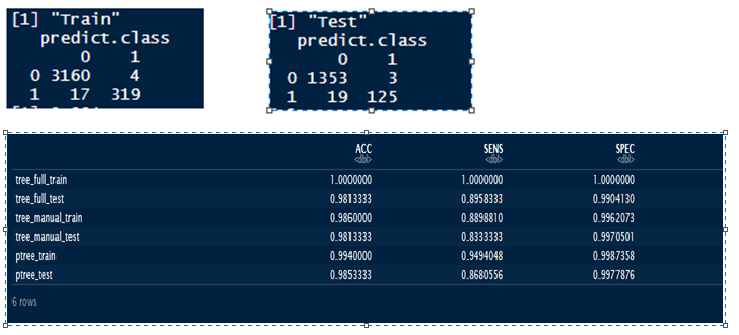 [1] "Train"
predict.class
0 1
0 3160 4
1 17 319
[1] "Test"
predict.class
0 1
0 1353 3
1 19 125
ACC SENS SPEC
<dbl> <dbl> <dbl>
tree_full_train 1.0000000 1.0000000 1.0000000
tree_full_test 0.9813333 0.8958333 0.9904130
tree_manual_train 0.9860000 0.8898810 0.9962073
tree_manual_test 0.9813333 0.8333333 0.9970501
ptree_train 0.9940000 0.9494048 0.9987358
ptree_test 0.9853333 0.8680556 0.9977876
6 rows